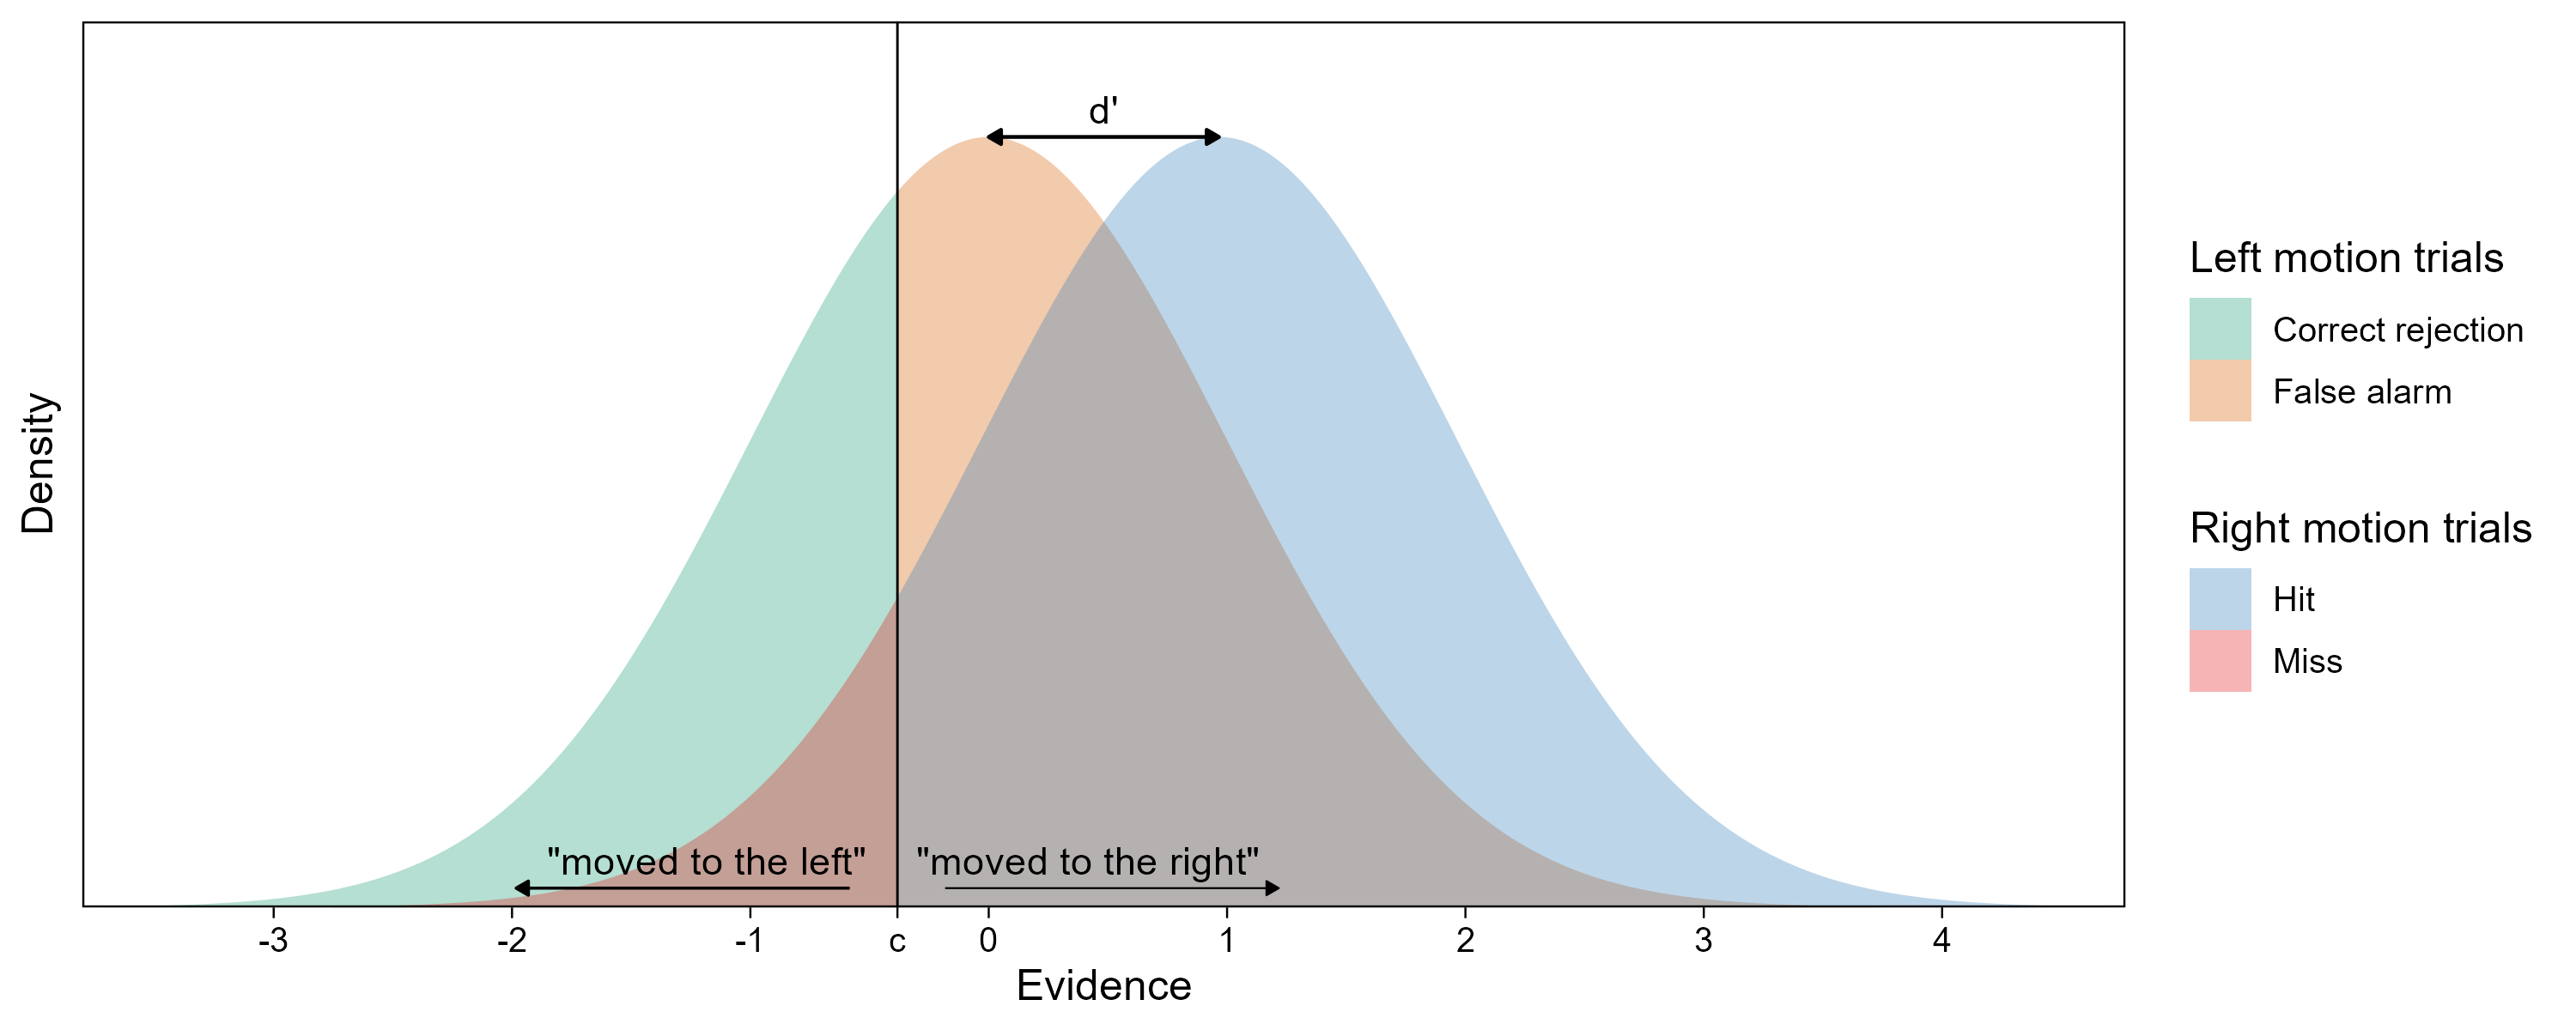 d'
Density
"moved to the left"
"moved to the right"
-3 -2 -1 c 0 1 2 3 4
Evidence
Left motion trials
Correct rejection
False alarm
Right motion trials
Hit
Miss